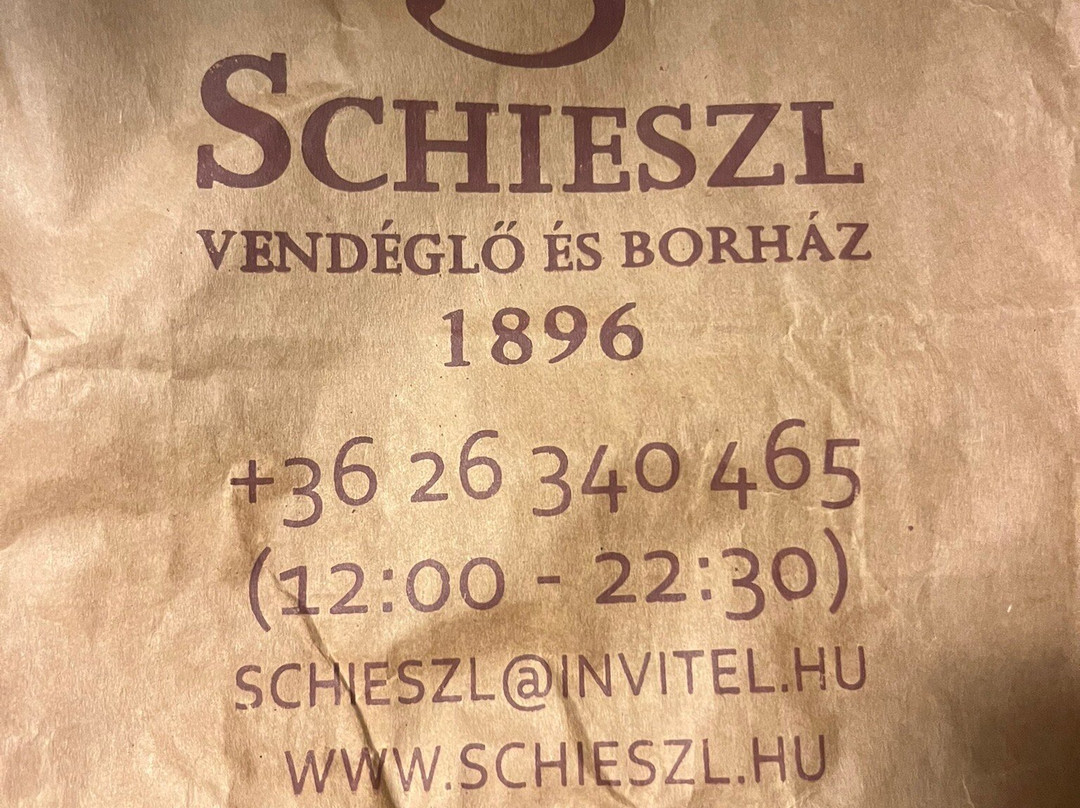 SCHIESZL
VENDÉGLŐ ÉS BORHÁZ
1896
+36 26 340 465
(12:00 - 22:30)
SCHIESZL@INVITEL.HU
WWW.SCHIESZL.HU